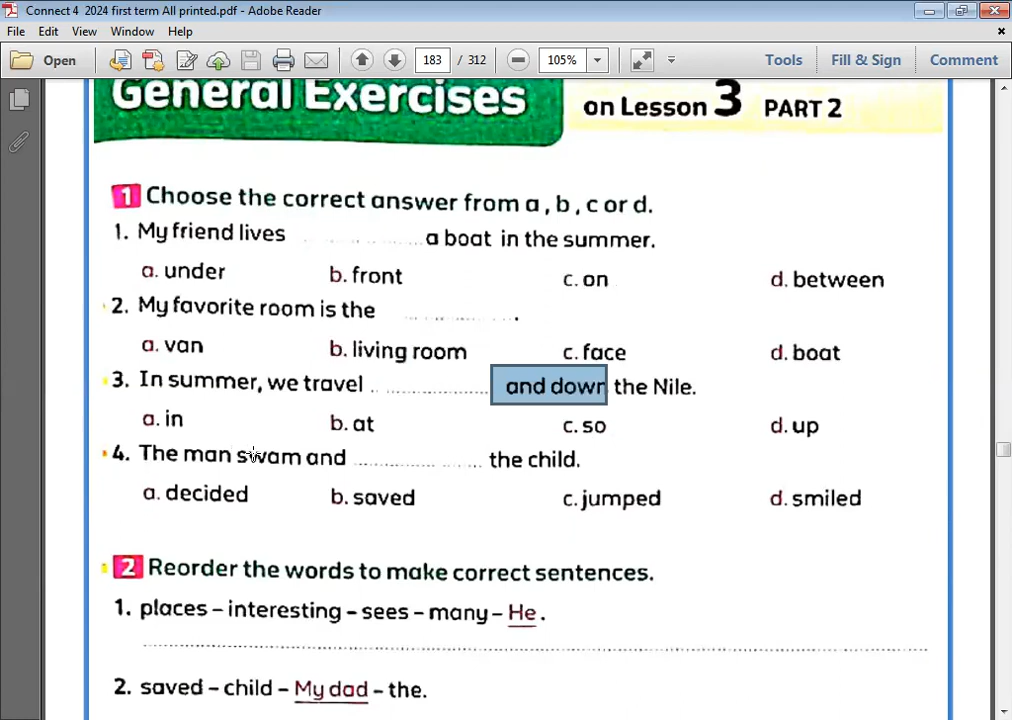 Connect 4 2024 first term All printed.pdf - Adobe Reader
File Edit View Window Help
Open 183 / 312 105% Tools Fill & Sign Comment
General Exercises on Lesson 3 PART 2
1 Choose the correct answer from a , b , c or d.
1. My friend lives .............. a boat in the summer.
a. under b. front c. on d. between
2. My favorite room is the .............. .
a. van b. living room c. face d. boat
3. In summer, we travel .............. and down the Nile.
a. in b. at c. so d. up
4. The man swam and .............. the child.
a. decided b. saved c. jumped d. smiled
2 Reorder the words to make correct sentences.
1. places – interesting – sees – many – He .
2. saved – child – My dad – the.